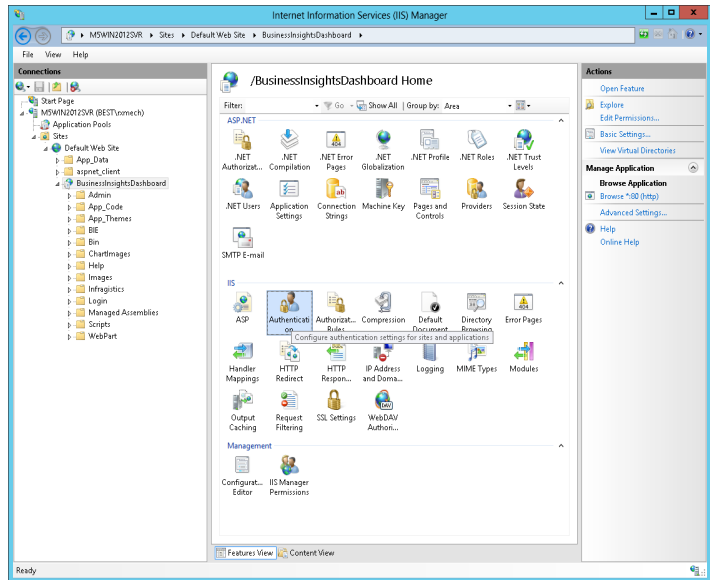 Internet Information Services (IIS) Manager
M5WIN2012SVR ▸ Sites ▸ Default Web Site ▸ BusinessInsightsDashboard ▸
File View Help
Connections
Start Page
M5WIN2012SVR (BEST\rxmech)
Application Pools
Sites
Default Web Site
App_Data
aspnet_client
BusinessInsightsDashboard
Admin
App_Code
App_Themes
BIE
Bin
ChartImages
Help
Images
Infragistics
Login
Managed Assemblies
Scripts
WebPart
/BusinessInsightsDashboard Home
Filter: Go Show All Group by: Area
ASP.NET
.NET .NET .NET Error .NET .NET Profile .NET Roles .NET Trust
Authorizat... Compilation Pages Globalization Levels
.NET Users Application Connection Machine Key Pages and Providers Session State
Settings Strings Controls
SMTP E-mail
IIS
ASP Authenticati Authorizat... Compression Default Directory Error Pages
on Rules Document Browsing
Configure authentication settings for sites and applications
Handler HTTP HTTP IP Address Logging MIME Types Modules
Mappings Redirect Respon... and Doma...
Output Request SSL Settings WebDAV
Caching Filtering Authori...
Management
Configurat... IIS Manager
Editor Permissions
Features View Content View
Actions
Open Feature
Explore
Edit Permissions...
Basic Settings...
View Virtual Directories
Manage Application
Browse Application
Browse *:80 (http)
Advanced Settings...
Help
Online Help
Ready